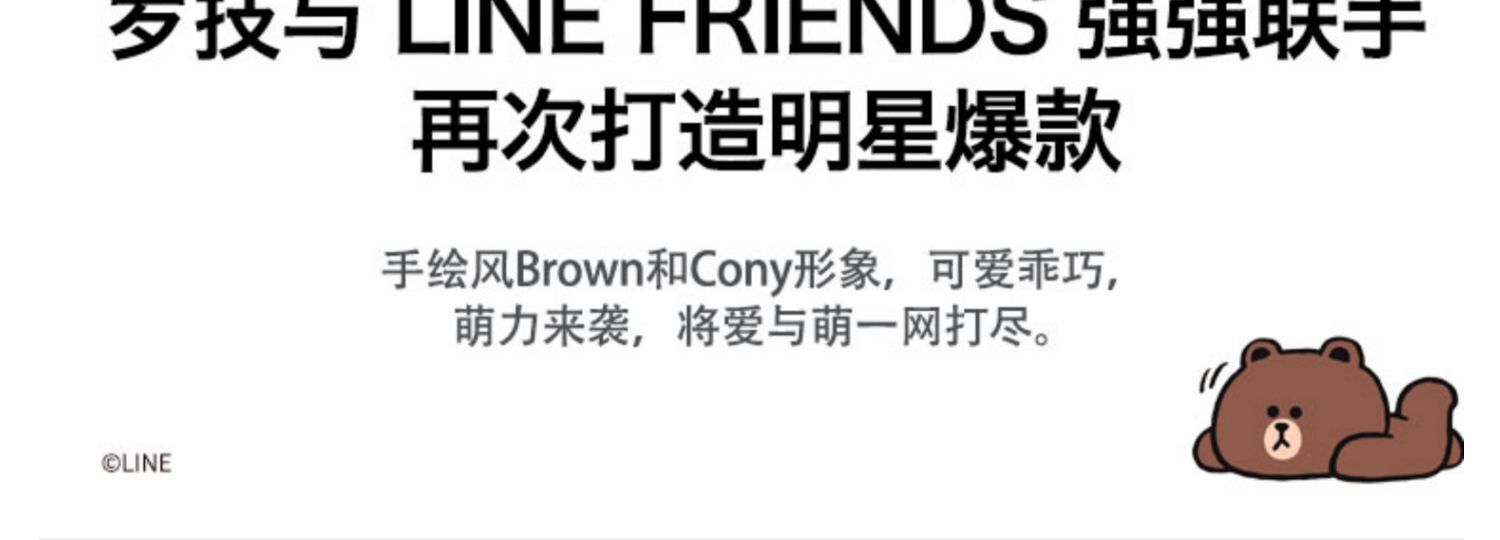 罗技与 LINE FRIENDS 强强联手
再次打造明星爆款
手绘风Brown和Cony形象，可爱乖巧，
萌力来袭，将爱与萌一网打尽。
©LINE